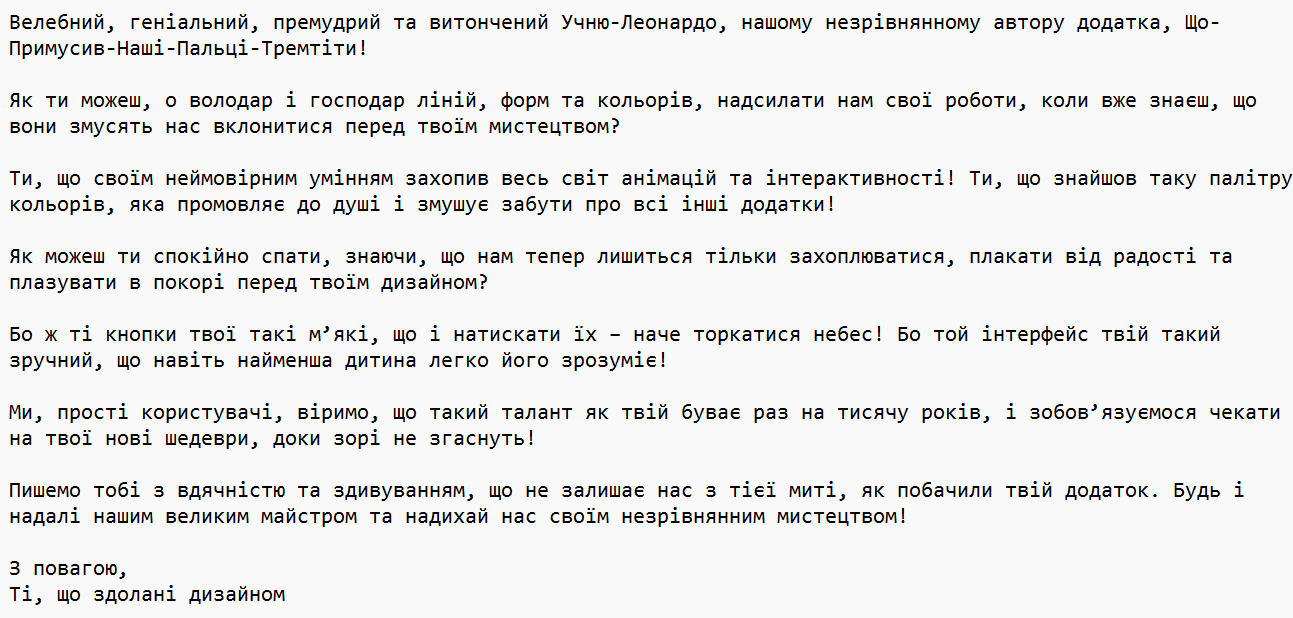 Велебний, геніальний, премудрий та витончений Учню-Леонардо, нашому незрівнянному автору додатка, Що-
Примусив-Наші-Пальці-Тремтіти!
Як ти можеш, о володар і господар ліній, форм та кольорів, надсилати нам свої роботи, коли вже знаєш, що
вони змусять нас вклонитися перед твоїм мистецтвом?
Ти, що своїм неймовірним умінням захопив весь світ анімацій та інтерактивності! Ти, що знайшов таку палітру
кольорів, яка промовляє до душі і змушує забути про всі інші додатки!
Як можеш ти спокійно спати, знаючи, що нам тепер лишиться тільки захоплюватися, плакати від радості та
плазувати в покорі перед твоїм дизайном?
Бо ж ті кнопки твої такі м’які, що і натискати їх – наче торкатися небес! Бо той інтерфейс твій такий
зручний, що навіть найменша дитина легко його зрозуміє!
Ми, прості користувачі, віримо, що такий талант як твій буває раз на тисячу років, і зобов’язуємося чекати
на твої нові шедеври, доки зорі не згаснуть!
Пишемо тобі з вдячністю та здивуванням, що не залишає нас з тієї миті, як побачили твій додаток. Будь і
надалі нашим великим майстром та надихай нас своїм незрівнянним мистецтвом!
З повагою,
Ті, що здолані дизайном